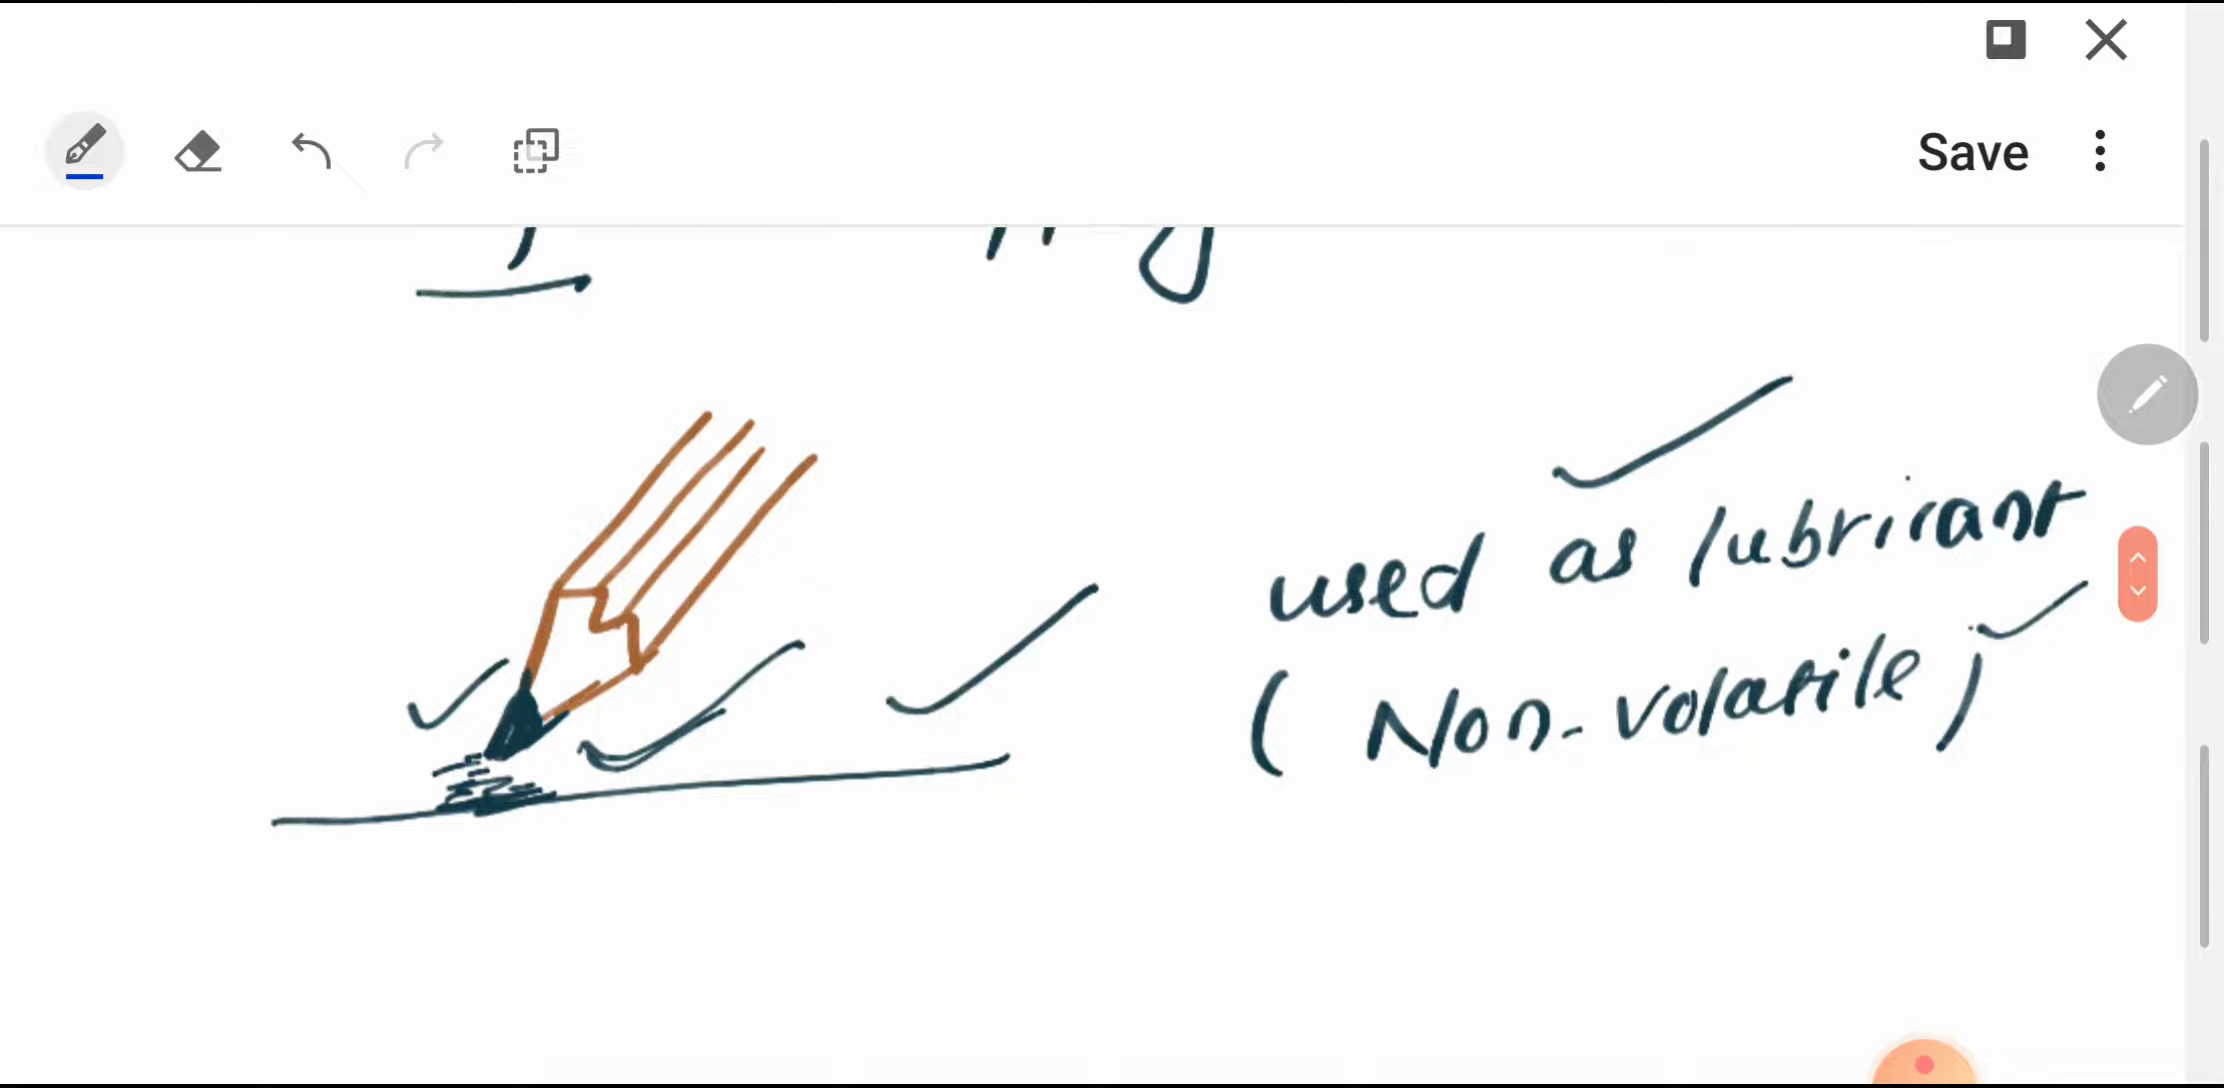 Save
used as lubricant
(Non-volatile)